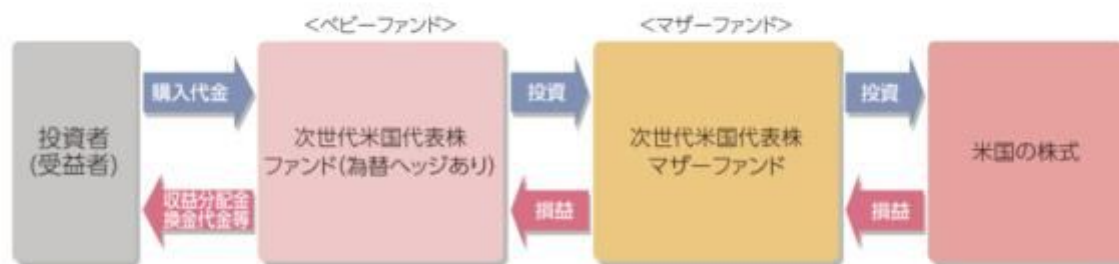 <ベビーファンド>
<マザーファンド>
投資者
(受益者)
購入代金
収益分配金
換金代金等
次世代米国代表株
ファンド(為替ヘッジあり)
投資
損益
次世代米国代表株
マザーファンド
投資
損益
米国の株式